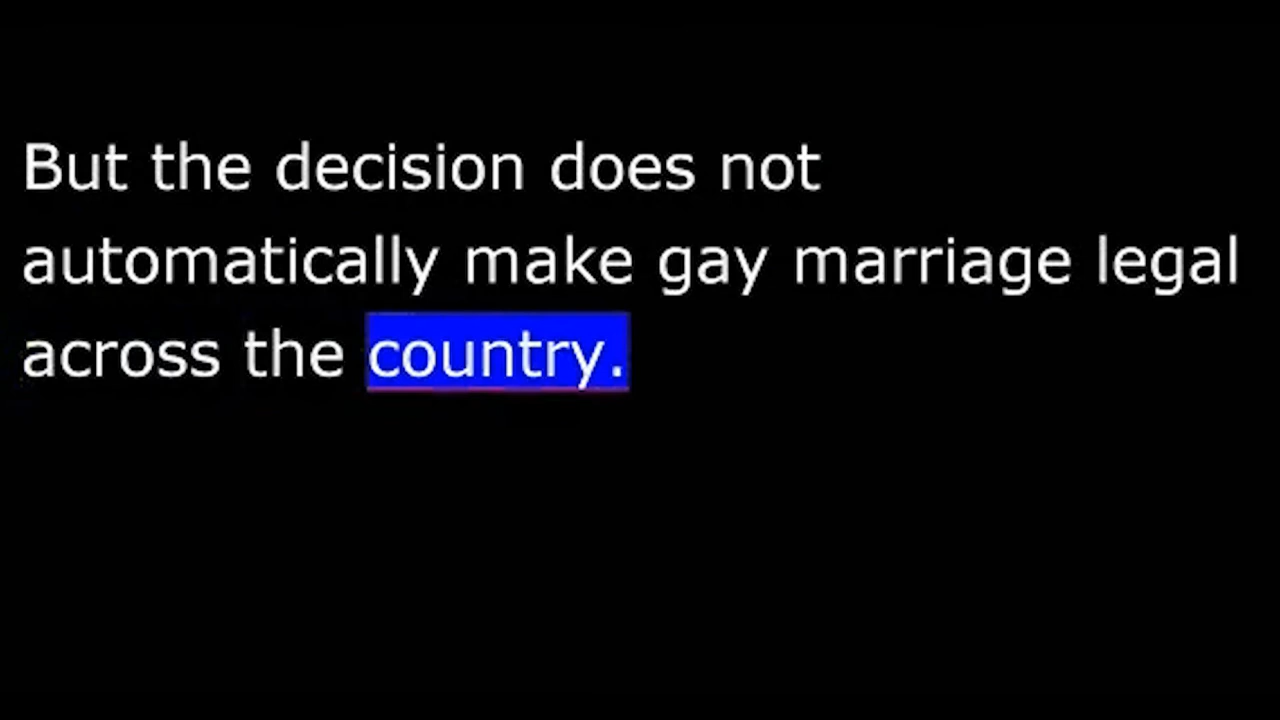 But the decision does not
automatically make gay marriage legal
across the country.